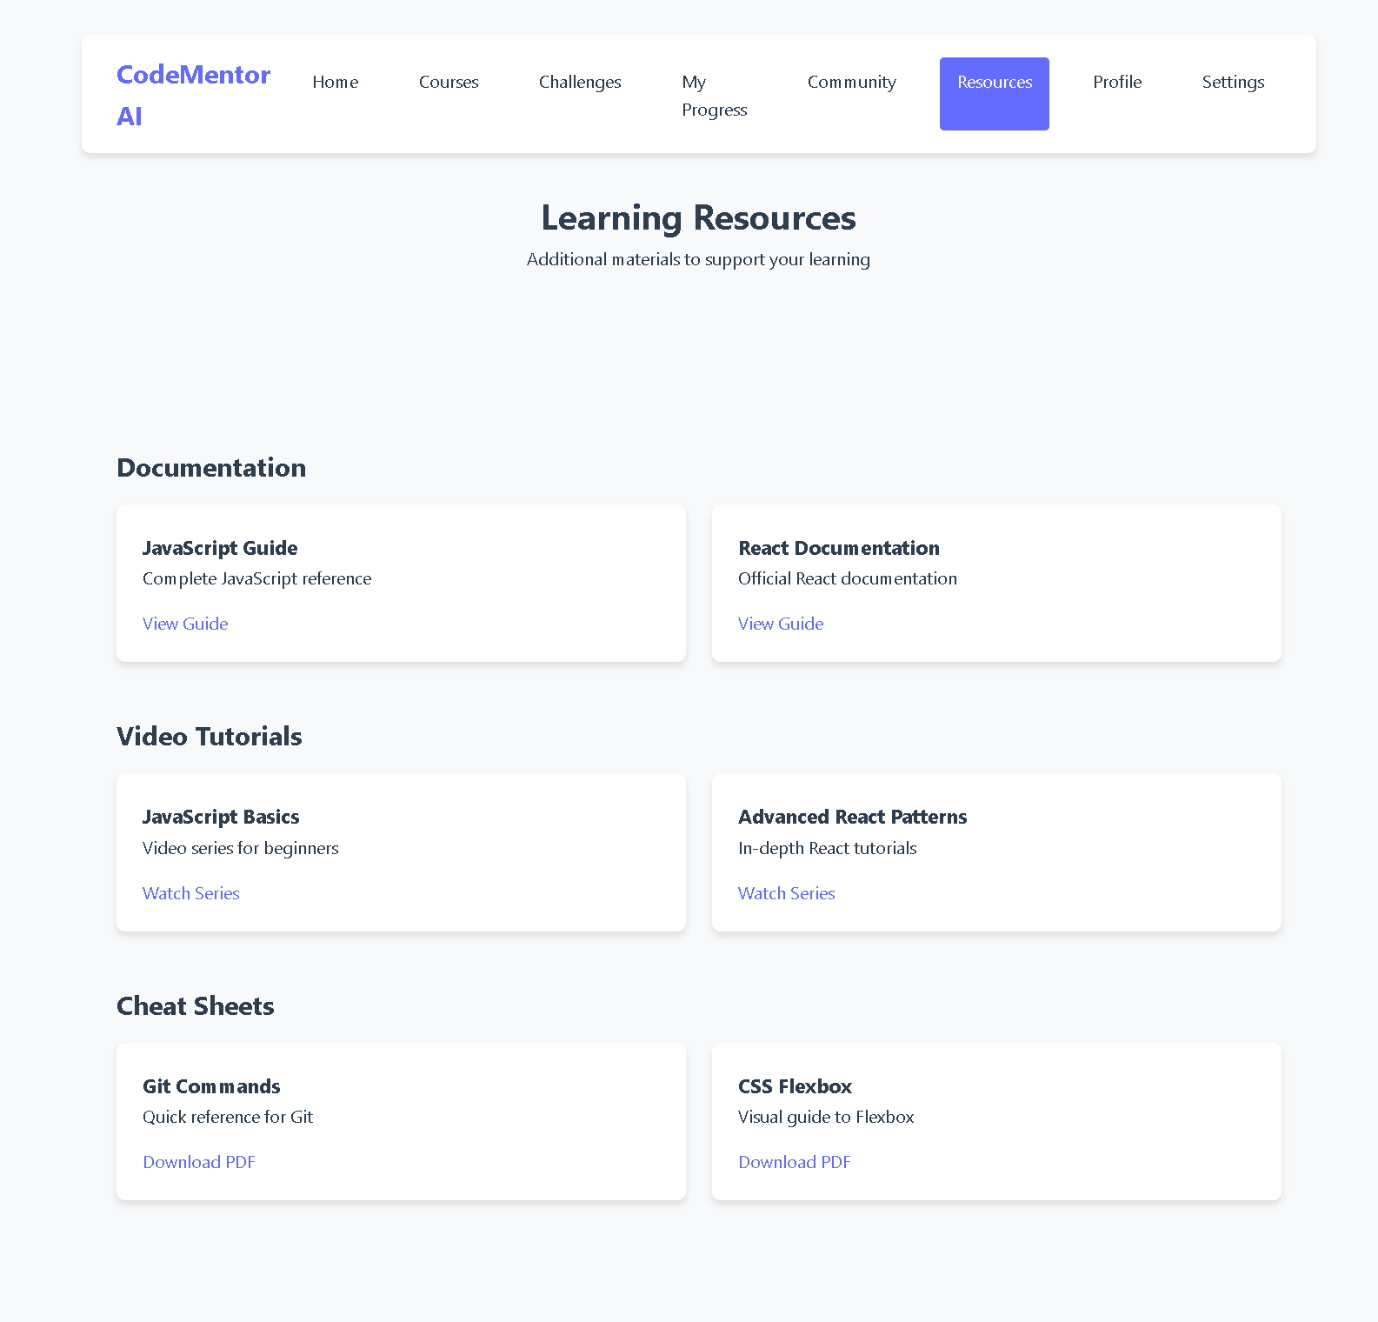 CodeMentor
AI
Home
Courses
Challenges
My
Progress
Community
Resources
Profile
Settings
Learning Resources
Additional materials to support your learning
Documentation
JavaScript Guide
Complete JavaScript reference
View Guide
React Documentation
Official React documentation
View Guide
Video Tutorials
JavaScript Basics
Video series for beginners
Watch Series
Advanced React Patterns
In-depth React tutorials
Watch Series
Cheat Sheets
Git Commands
Quick reference for Git
Download PDF
CSS Flexbox
Visual guide to Flexbox
Download PDF